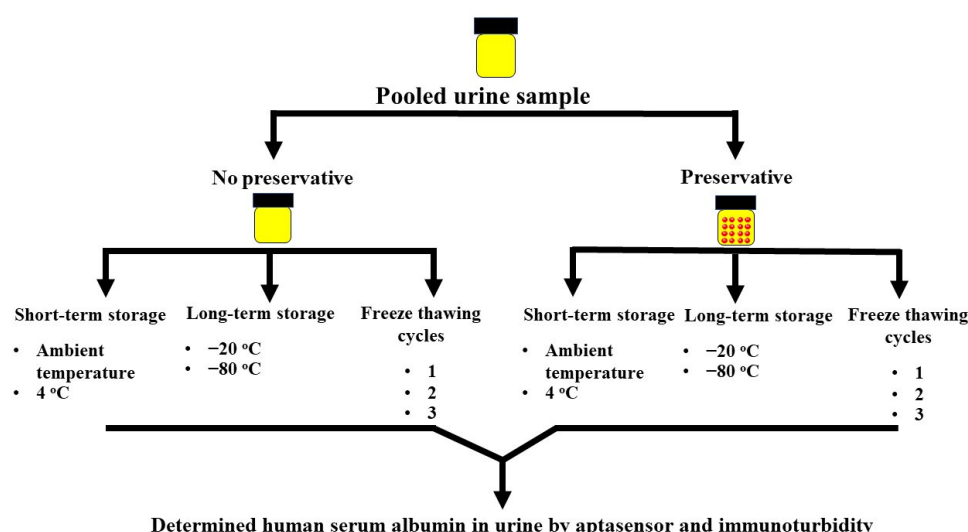 Pooled urine sample
No preservative
Preservative
Short-term storage
• Ambient
temperature
• 4 °C
Long-term storage
• −20 °C
• −80 °C
Freeze thawing
cycles
• 1
• 2
• 3
Short-term storage
• Ambient
temperature
• 4 °C
Long-term storage
• −20 °C
• −80 °C
Freeze thawing
cycles
• 1
• 2
• 3
Determined human serum albumin in urine by aptasensor and immunoturbidity